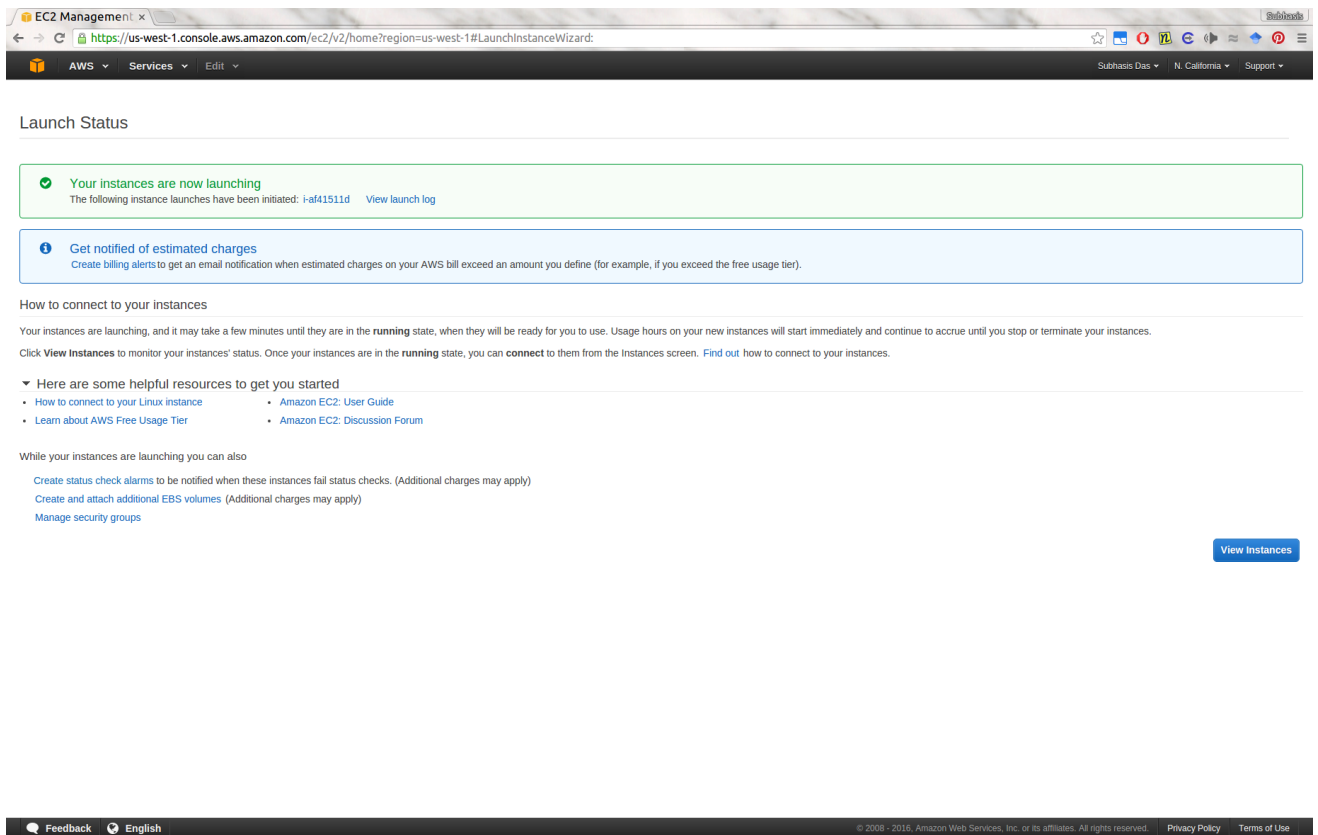 EC2 Management ×
Subhasis
https://us-west-1.console.aws.amazon.com/ec2/v2/home?region=us-west-1#LaunchInstanceWizard:
AWS Services Edit Subhasis Das N. California Support
Launch Status
Your instances are now launching
The following instance launches have been initiated: i-af41511d View launch log
Get notified of estimated charges
Create billing alerts to get an email notification when estimated charges on your AWS bill exceed an amount you define (for example, if you exceed the free usage tier).
How to connect to your instances
Your instances are launching, and it may take a few minutes until they are in the running state, when they will be ready for you to use. Usage hours on your new instances will start immediately and continue to accrue until you stop or terminate your instances.
Click View Instances to monitor your instances' status. Once your instances are in the running state, you can connect to them from the Instances screen. Find out how to connect to your instances.
Here are some helpful resources to get you started
• How to connect to your Linux instance • Amazon EC2: User Guide
• Learn about AWS Free Usage Tier • Amazon EC2: Discussion Forum
While your instances are launching you can also
Create status check alarms to be notified when these instances fail status checks. (Additional charges may apply)
Create and attach additional EBS volumes (Additional charges may apply)
Manage security groups
View Instances
Feedback English © 2008 - 2016, Amazon Web Services, Inc. or its affiliates. All rights reserved. Privacy Policy Terms of Use